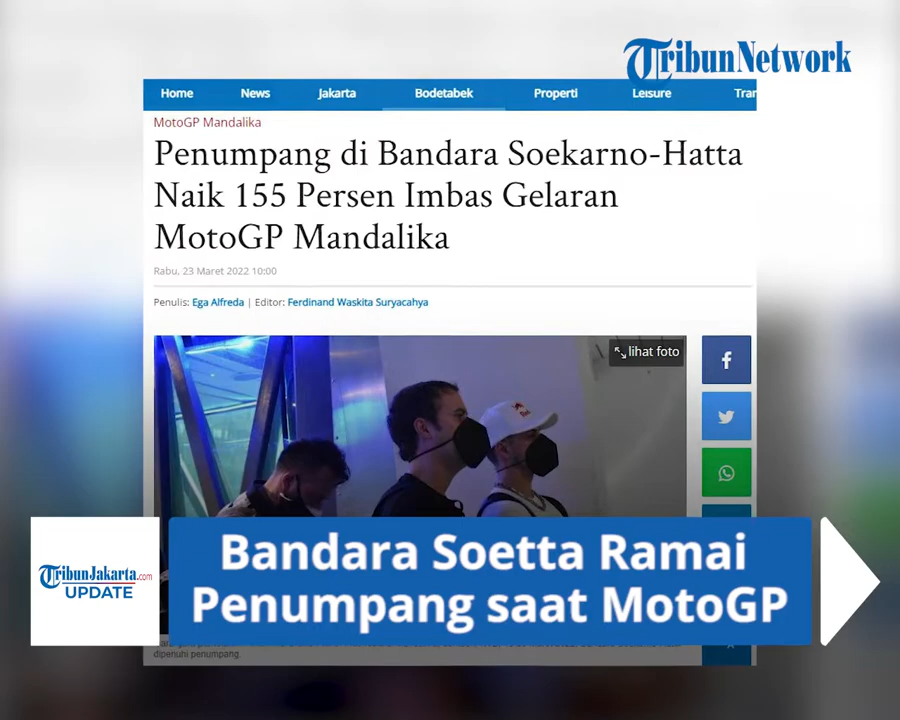 TribunNetwork
Home News Jakarta Bodetabek Properti Leisure Tran
MotoGP Mandalika
Penumpang di Bandara Soekarno-Hatta
Naik 155 Persen Imbas Gelaran
MotoGP Mandalika
Rabu, 23 Maret 2022 10:00
Penulis: Ega Alfreda | Editor: Ferdinand Waskita Suryacahya
lihat foto
Bandara Soetta Ramai
Penumpang saat MotoGP
TribunJakarta.com
UPDATE
dipenuhi penumpang.